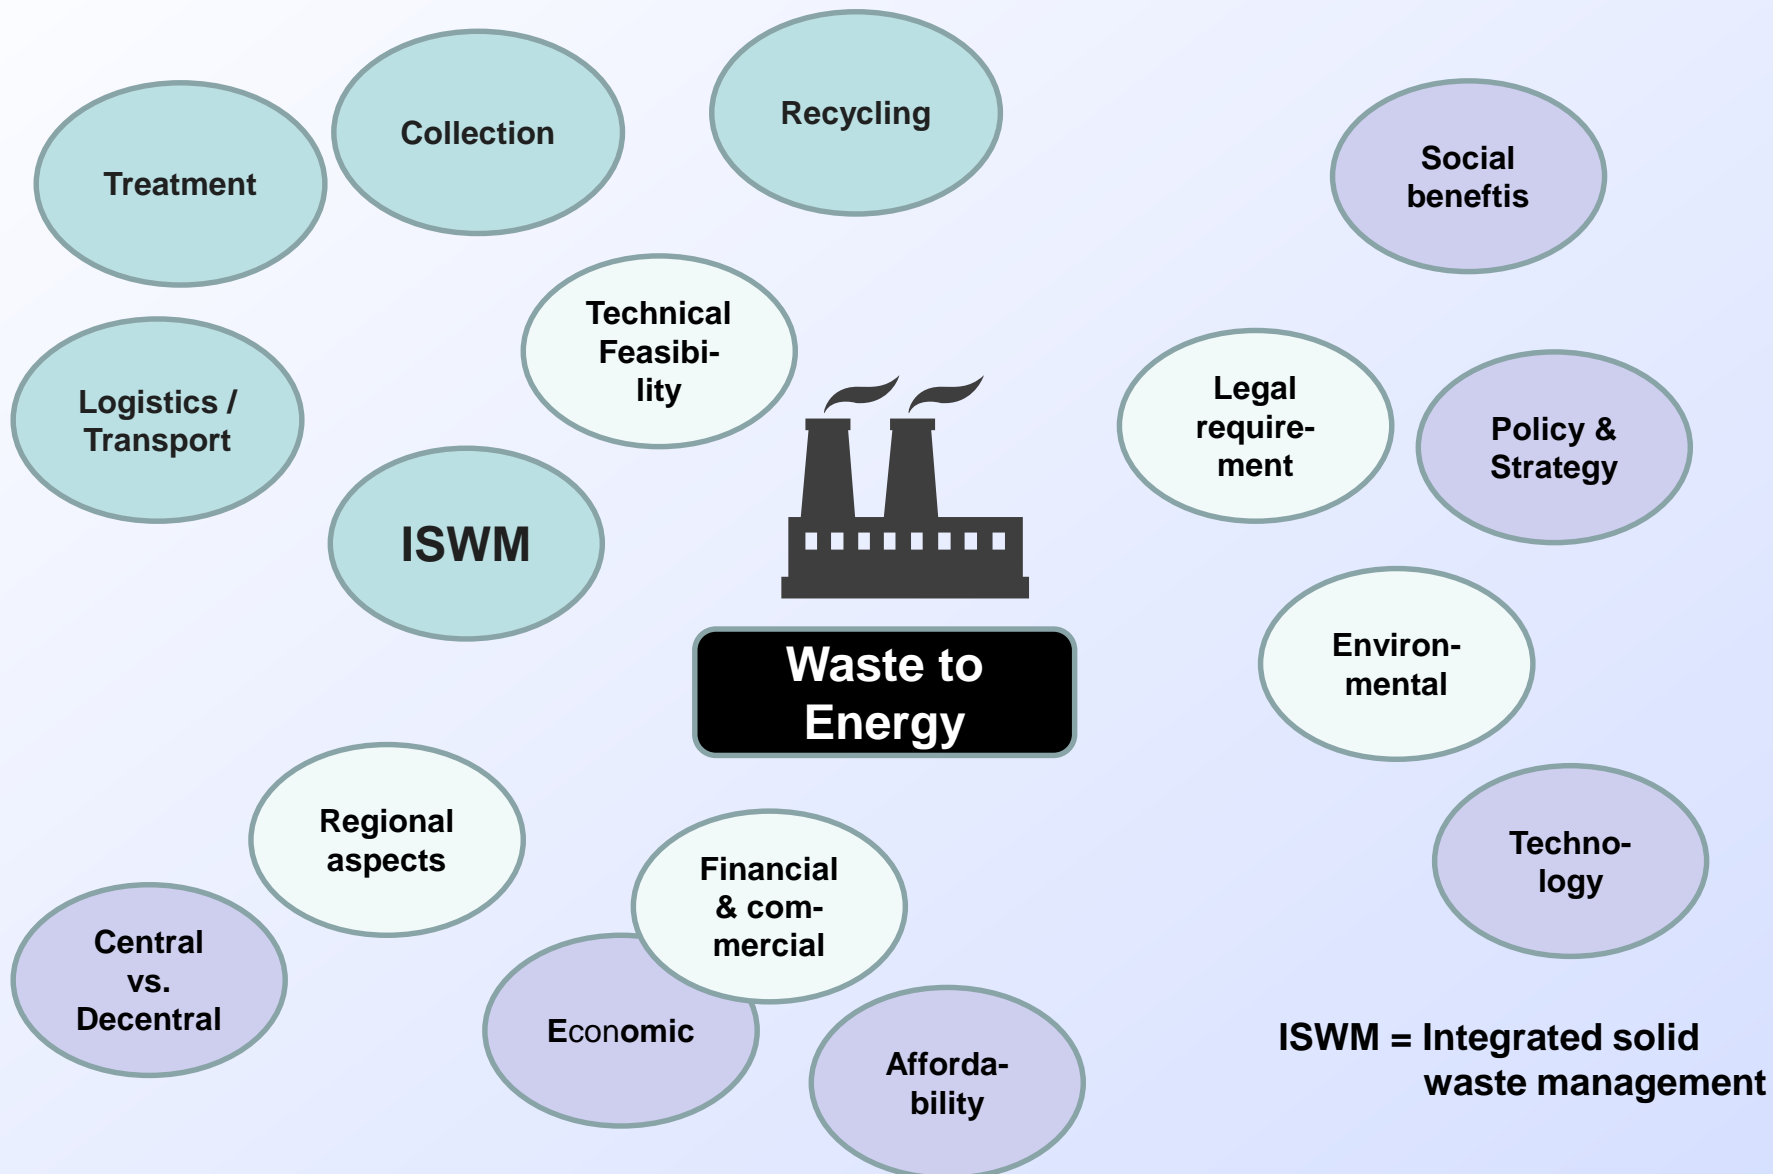 Recycling
Collection
Treatment
Social
beneftis
Technical
Feasibi-
lity
Logistics /
Transport
Legal
require-
ment
Policy &
Strategy
ISWM
Environ-
mental
Waste to
Energy
Regional
aspects
Financial
& com-
mercial
Techno-
logy
Central
vs.
Decentral
Economic
Afforda-
bility
ISWM = Integrated solid
waste management